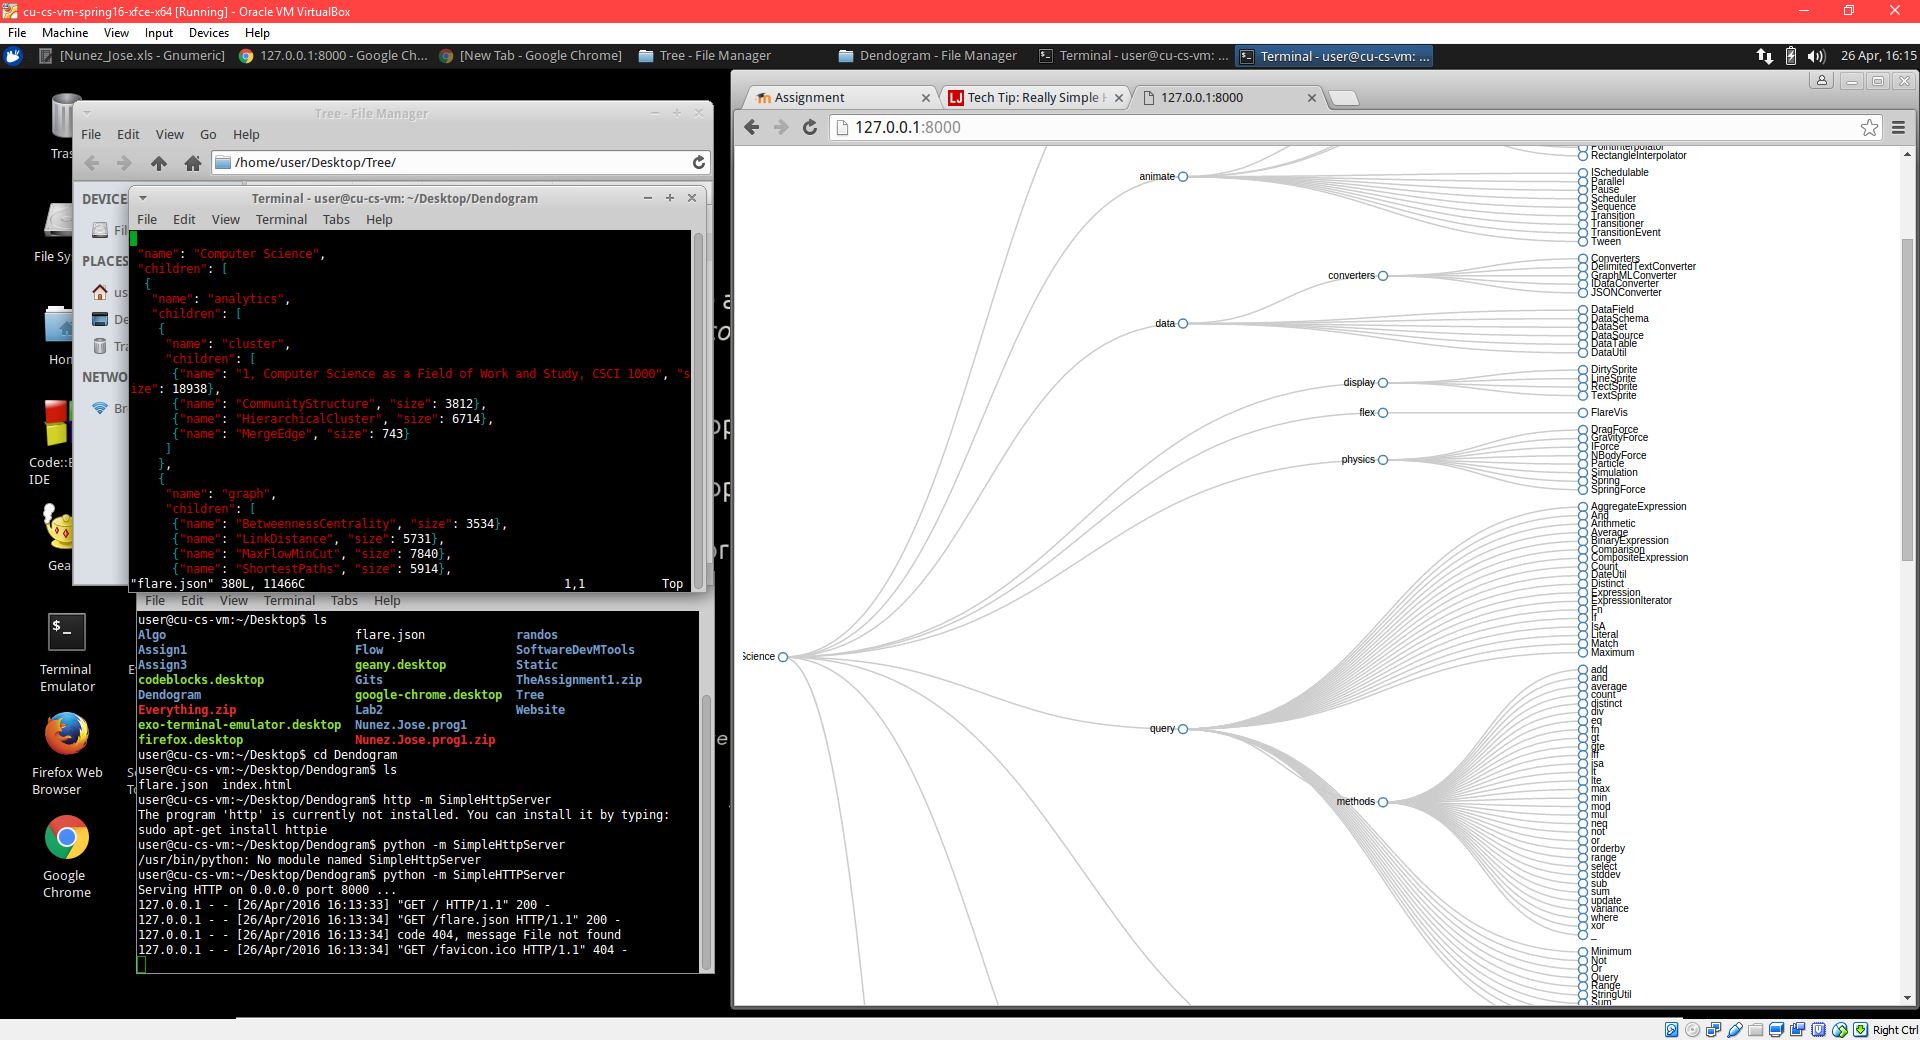 cu-cs-vm-spring16-xfce-x64 [Running] - Oracle VM VirtualBox
File Machine View Input Devices Help
[Nunez_Jose.xls - Gnumeric] 127.0.0.1:8000 - Google Ch... [New Tab - Google Chrome] Tree - File Manager Dendogram - File Manager Terminal - user@cu-cs-vm: ... Terminal - user@cu-cs-vm: ... 26 Apr, 16:15
Tras
File Sy
Hon
Code::B
IDE
Gea
Terminal
Emulator
Firefox Web
Browser
Google
Chrome
Tree - File Manager
File Edit View Go Help
/home/user/Desktop/Tree/
DEVICE
Fil
PLACES
us
De
Tra
NETWO
Br
Terminal - user@cu-cs-vm: ~/Desktop/Dendogram
File Edit View Terminal Tabs Help
"name": "Computer Science",
"children": [
{
"name": "analytics",
"children": [
{
"name": "cluster",
"children": [
{"name": "1, Computer Science as a Field of Work and Study, CSCI 1000", "s
ize": 18938},
{"name": "CommunityStructure", "size": 3812},
{"name": "HierarchicalCluster", "size": 6714},
{"name": "MergeEdge", "size": 743}
]
},
{
"name": "graph",
"children": [
{"name": "BetweennessCentrality", "size": 3534},
{"name": "LinkDistance", "size": 5731},
{"name": "MaxFlowMinCut", "size": 7840},
{"name": "ShortestPaths", "size": 5914},
"flare.json" 380L, 11466C 1,1 Top
File Edit View Terminal Tabs Help
user@cu-cs-vm:~/Desktop$ ls
Algo flare.json randos
Assign1 Flow SoftwareDevMTools
Assign3 geany.desktop Static
codeblocks.desktop Gits TheAssignment1.zip
Dendogram google-chrome.desktop Tree
Everything.zip Lab2 Website
exo-terminal-emulator.desktop Nunez.Jose.prog1
firefox.desktop Nunez.Jose.prog1.zip
user@cu-cs-vm:~/Desktop$ cd Dendogram
user@cu-cs-vm:~/Desktop/Dendogram$ ls
flare.json index.html
user@cu-cs-vm:~/Desktop/Dendogram$ http -m SimpleHttpServer
The program 'http' is currently not installed. You can install it by typing:
sudo apt-get install httpie
user@cu-cs-vm:~/Desktop/Dendogram$ python -m SimpleHttpServer
/usr/bin/python: No module named SimpleHttpServer
user@cu-cs-vm:~/Desktop/Dendogram$ python -m SimpleHTTPServer
Serving HTTP on 0.0.0.0 port 8000 ...
127.0.0.1 - - [26/Apr/2016 16:13:33] "GET / HTTP/1.1" 200 -
127.0.0.1 - - [26/Apr/2016 16:13:34] "GET /flare.json HTTP/1.1" 200 -
127.0.0.1 - - [26/Apr/2016 16:13:34] code 404, message File not found
127.0.0.1 - - [26/Apr/2016 16:13:34] "GET /favicon.ico HTTP/1.1" 404 -
Assignment
LJ Tech Tip: Really Simple H
127.0.0.1:8000
127.0.0.1:8000
PointInterpolator
RectangleInterpolator
animate
ISchedulable
Parallel
Pause
Scheduler
Sequence
Transition
Transitioner
TransitionEvent
Tween
converters
Converters
DelimitedTextConverter
GraphMLConverter
IDataConverter
JSONConverter
data
DataField
DataSchema
DataSet
DataSource
DataTable
DataUtil
display
DirtySprite
LineSprite
RectSprite
TextSprite
flex
FlareVis
physics
DragForce
GravityForce
IForce
NBodyForce
Particle
Simulation
Spring
SpringForce
Science
query
AggregateExpression
And
Arithmetic
Average
BinaryExpression
Comparison
CompositeExpression
Count
DateUtil
Distinct
Expression
ExpressionIterator
Fn
If
IsA
Literal
Match
Maximum
methods
add
and
average
count
distinct
div
eq
fn
gt
gte
iff
isa
lt
lte
max
min
mod
mul
neq
not
or
orderby
range
select
stddev
sub
sum
update
variance
where
xor
_
Minimum
Not
Or
Query
Range
StringUtil
Sum
Right Ctrl